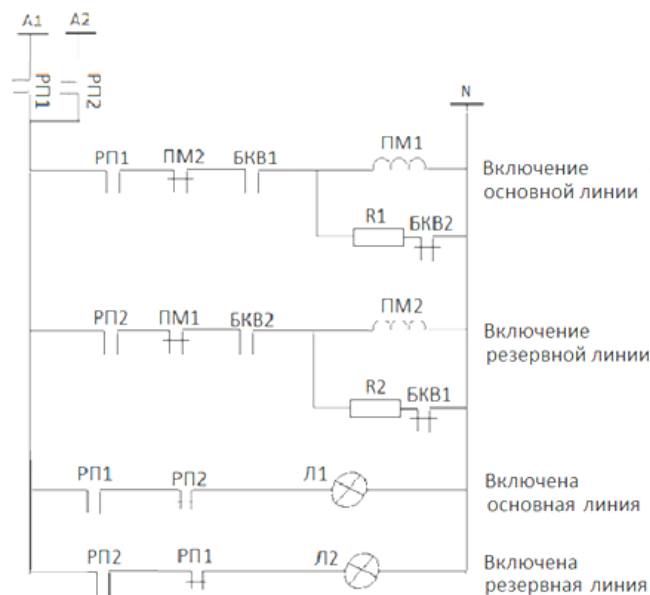 А1 А2
РП1 РП2
N
РП1 ПМ2 БКВ1 ПМ1
Включение
основной линии
R1 БКВ2
РП2 ПМ1 БКВ2 ПМ2
Включение
резервной линии
R2 БКВ1
РП1 РП2 Л1
Включена
основная линия
РП2 РП1 Л2
Включена
резервная линия